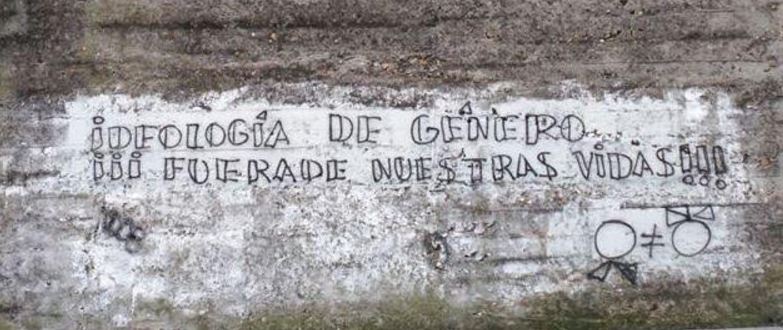 IDEOLOGÍA DE GÉNERO...
¡¡¡ FUERADE NUESTRAS VIDAS!!!
≠